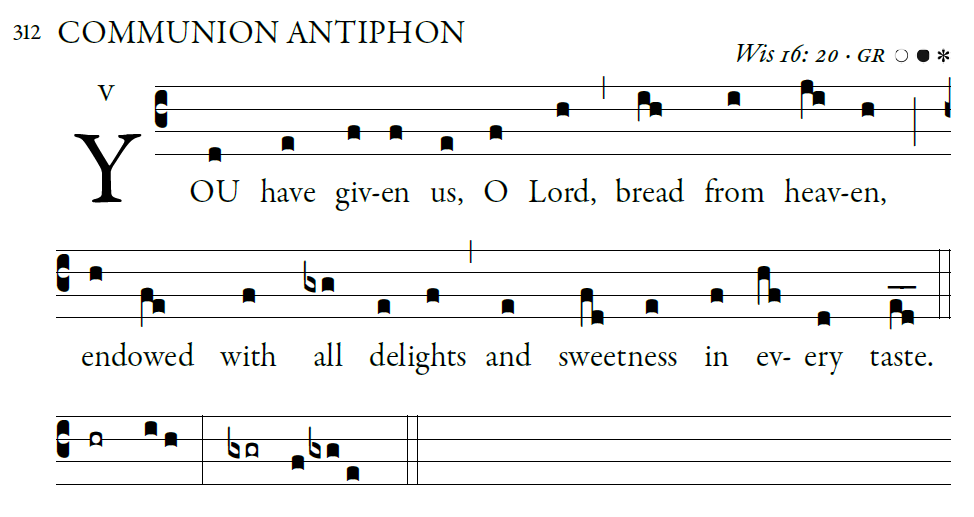 312 COMMUNION ANTIPHON
Wis 16: 20 · GR ○ ● *
V
YOU have giv-en us, O Lord, bread from heav-en,
endowed with all delights and sweetness in ev- ery taste.